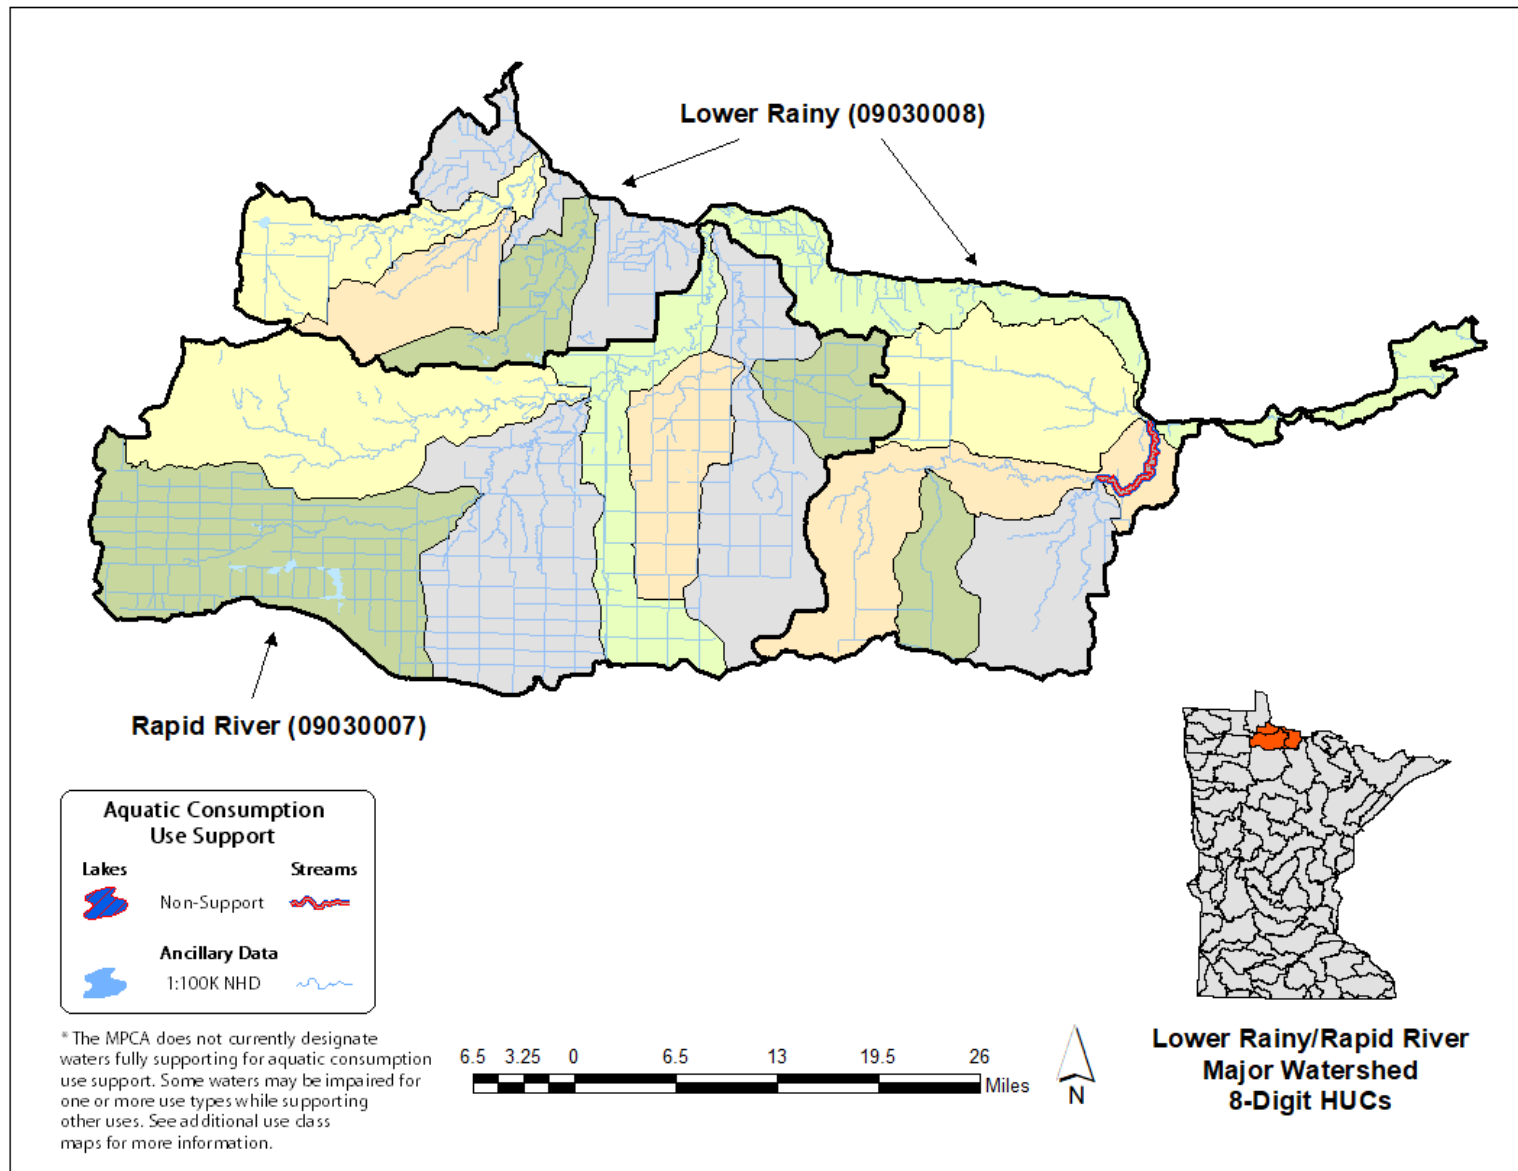 Lower Rainy (09030008)
Rapid River (09030007)
Aquatic Consumption
Use Support
Lakes
Streams
Non-Support
Ancillary Data
1:100K NHD
* The MPCA does not currently designate
waters fully supporting for aquatic consumption
use support. Some waters may be impaired for
one or more use types while supporting
other uses. See additional use class
maps for more information.
6.5 3.25 0 6.5 13 19.5 26
Miles
N
Lower Rainy/Rapid River
Major Watershed
8-Digit HUCs